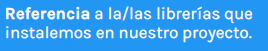 Referencia a la/las librerías que
instalemos en nuestro proyecto.